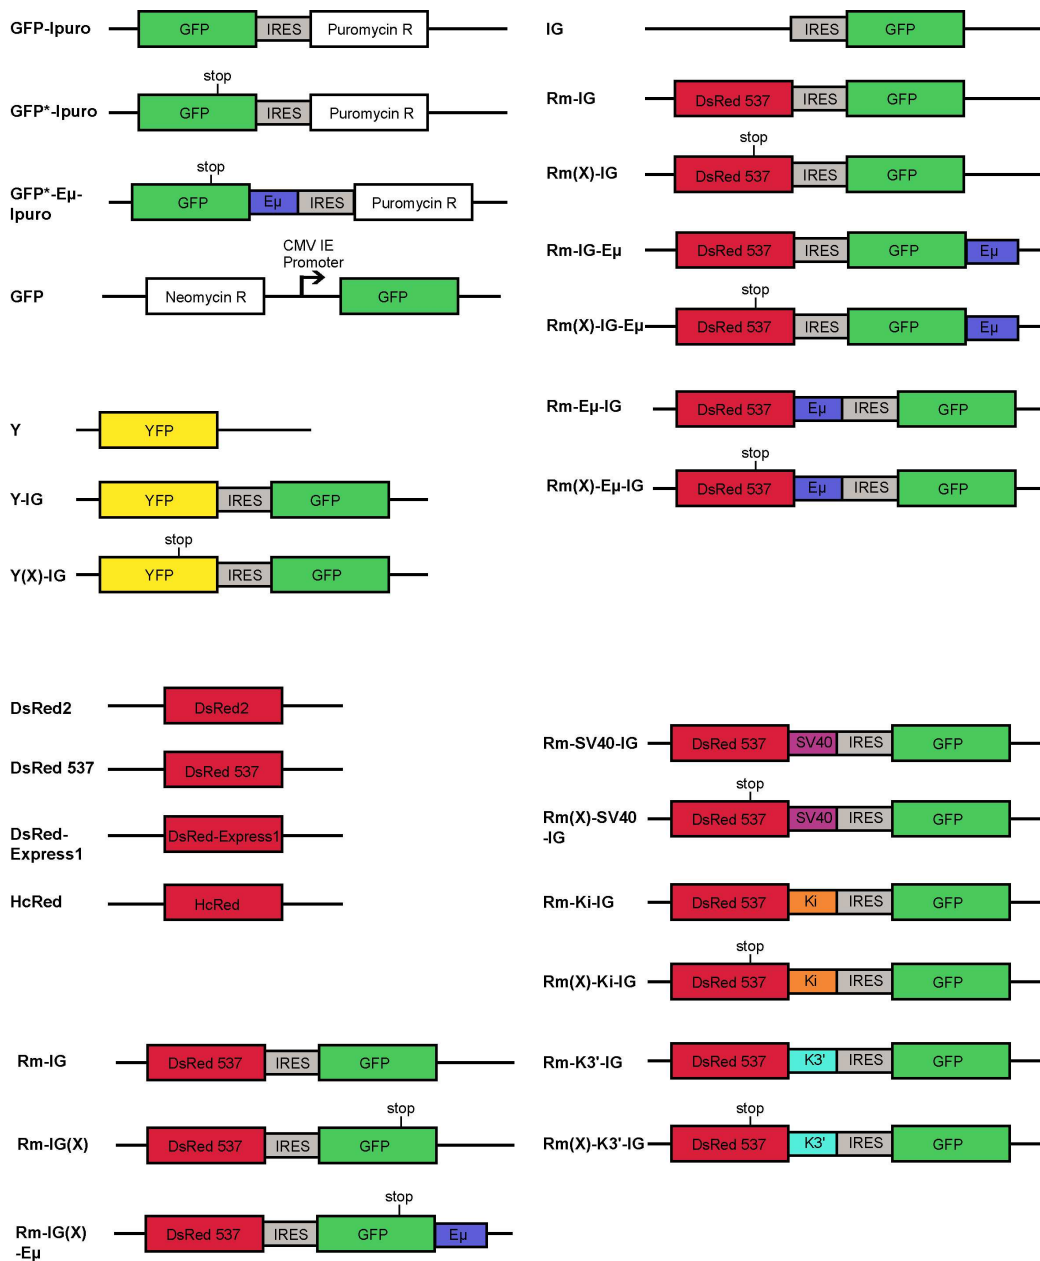 GFP-Ipuro
GFP IRES Puromycin R
stop
GFP*-Ipuro
GFP IRES Puromycin R
stop
GFP*-Eµ-
Ipuro
GFP Eµ IRES Puromycin R
CMV IE
Promoter
GFP
Neomycin R GFP
Y
YFP
Y-IG
YFP IRES GFP
stop
Y(X)-IG
YFP IRES GFP
DsRed2
DsRed2
DsRed 537
DsRed 537
DsRed-
Express1
DsRed-Express1
HcRed
HcRed
Rm-IG
DsRed 537 IRES GFP
stop
Rm-IG(X)
DsRed 537 IRES GFP
stop
Rm-IG(X)
-Eµ
DsRed 537 IRES GFP Eµ
IG
IRES GFP
Rm-IG
DsRed 537 IRES GFP
stop
Rm(X)-IG
DsRed 537 IRES GFP
Rm-IG-Eµ
DsRed 537 IRES GFP Eµ
stop
Rm(X)-IG-Eµ
DsRed 537 IRES GFP Eµ
Rm-Eµ-IG
DsRed 537 Eµ IRES GFP
stop
Rm(X)-Eµ-IG
DsRed 537 Eµ IRES GFP
Rm-SV40-IG
DsRed 537 SV40 IRES GFP
stop
Rm(X)-SV40
-IG
DsRed 537 SV40 IRES GFP
Rm-Ki-IG
DsRed 537 Ki IRES GFP
stop
Rm(X)-Ki-IG
DsRed 537 Ki IRES GFP
Rm-K3'-IG
DsRed 537 K3' IRES GFP
stop
Rm(X)-K3'-IG
DsRed 537 K3' IRES GFP